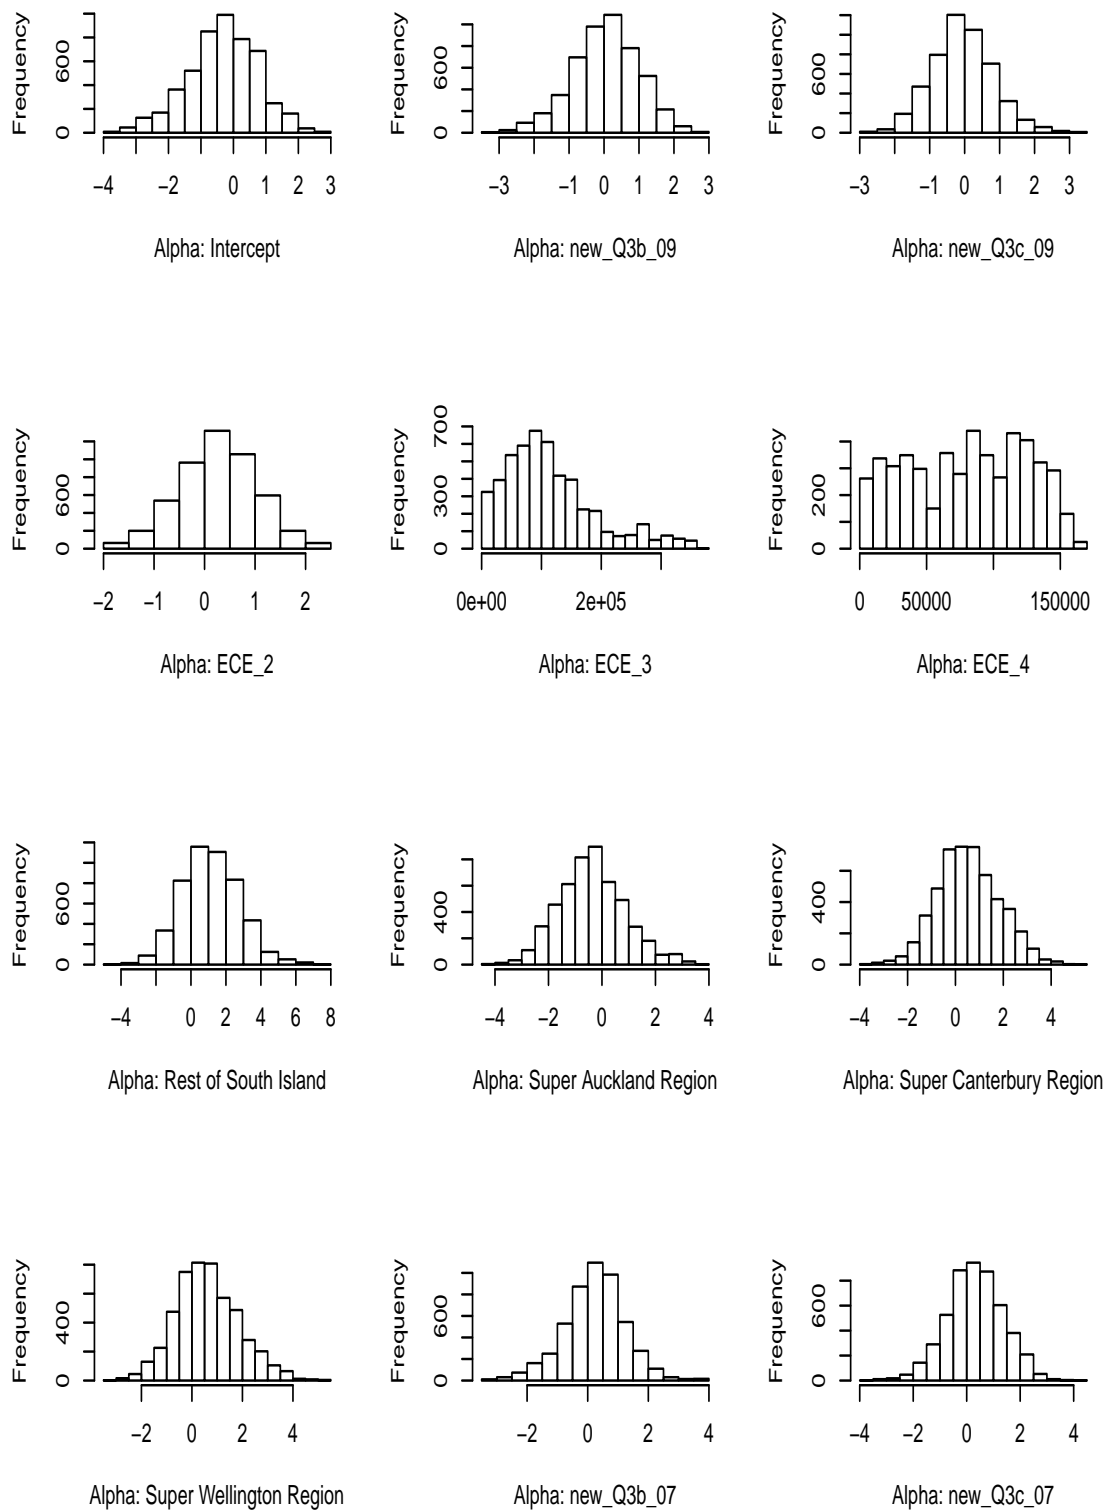 Frequency
600
0
−4 −2 0 1 2 3
Alpha: Intercept
Frequency
600
0
−3 −1 0 1 2 3
Alpha: new_Q3b_09
Frequency
600
0
−3 −1 0 1 2 3
Alpha: new_Q3c_09
Frequency
600
0
−2 −1 0 1 2
Alpha: ECE_2
Frequency
700
300
0
0e+00 2e+05
Alpha: ECE_3
Frequency
200
0
0 50000 150000
Alpha: ECE_4
Frequency
600
0
−4 0 2 4 6 8
Alpha: Rest of South Island
Frequency
400
0
−4 −2 0 2 4
Alpha: Super Auckland Region
Frequency
400
0
−4 −2 0 2 4
Alpha: Super Canterbury Region
Frequency
400
0
−2 0 2 4
Alpha: Super Wellington Region
Frequency
600
0
−2 0 2 4
Alpha: new_Q3b_07
Frequency
600
0
−4 −2 0 2 4
Alpha: new_Q3c_07